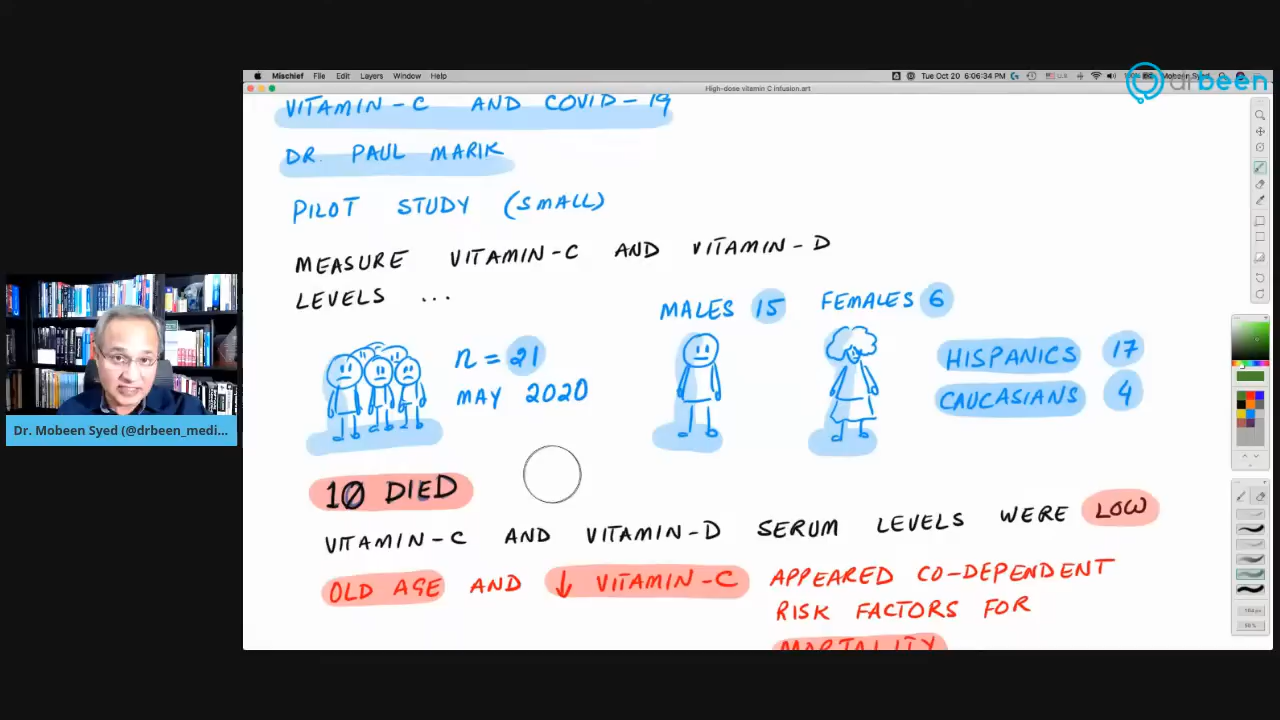 drbeen
Mischief File Edit Layers Window Help
Tue Oct 20 6:06:34 PM
Mobeen Syed
High-dose vitamin C infusion.art
VITAMIN-C AND COVID-19
DR. PAUL MARIK
PILOT STUDY (SMALL)
MEASURE VITAMIN-C AND VITAMIN-D
LEVELS ...
MALES 15 FEMALES 6
n = 21
MAY 2020
HISPANICS 17
CAUCASIANS 4
10 DIED
VITAMIN-C AND VITAMIN-D SERUM LEVELS WERE LOW
OLD AGE AND ↓ VITAMIN-C APPEARED CO-DEPENDENT
RISK FACTORS FOR
MORTALITY
Dr. Mobeen Syed (@drbeen_medi...